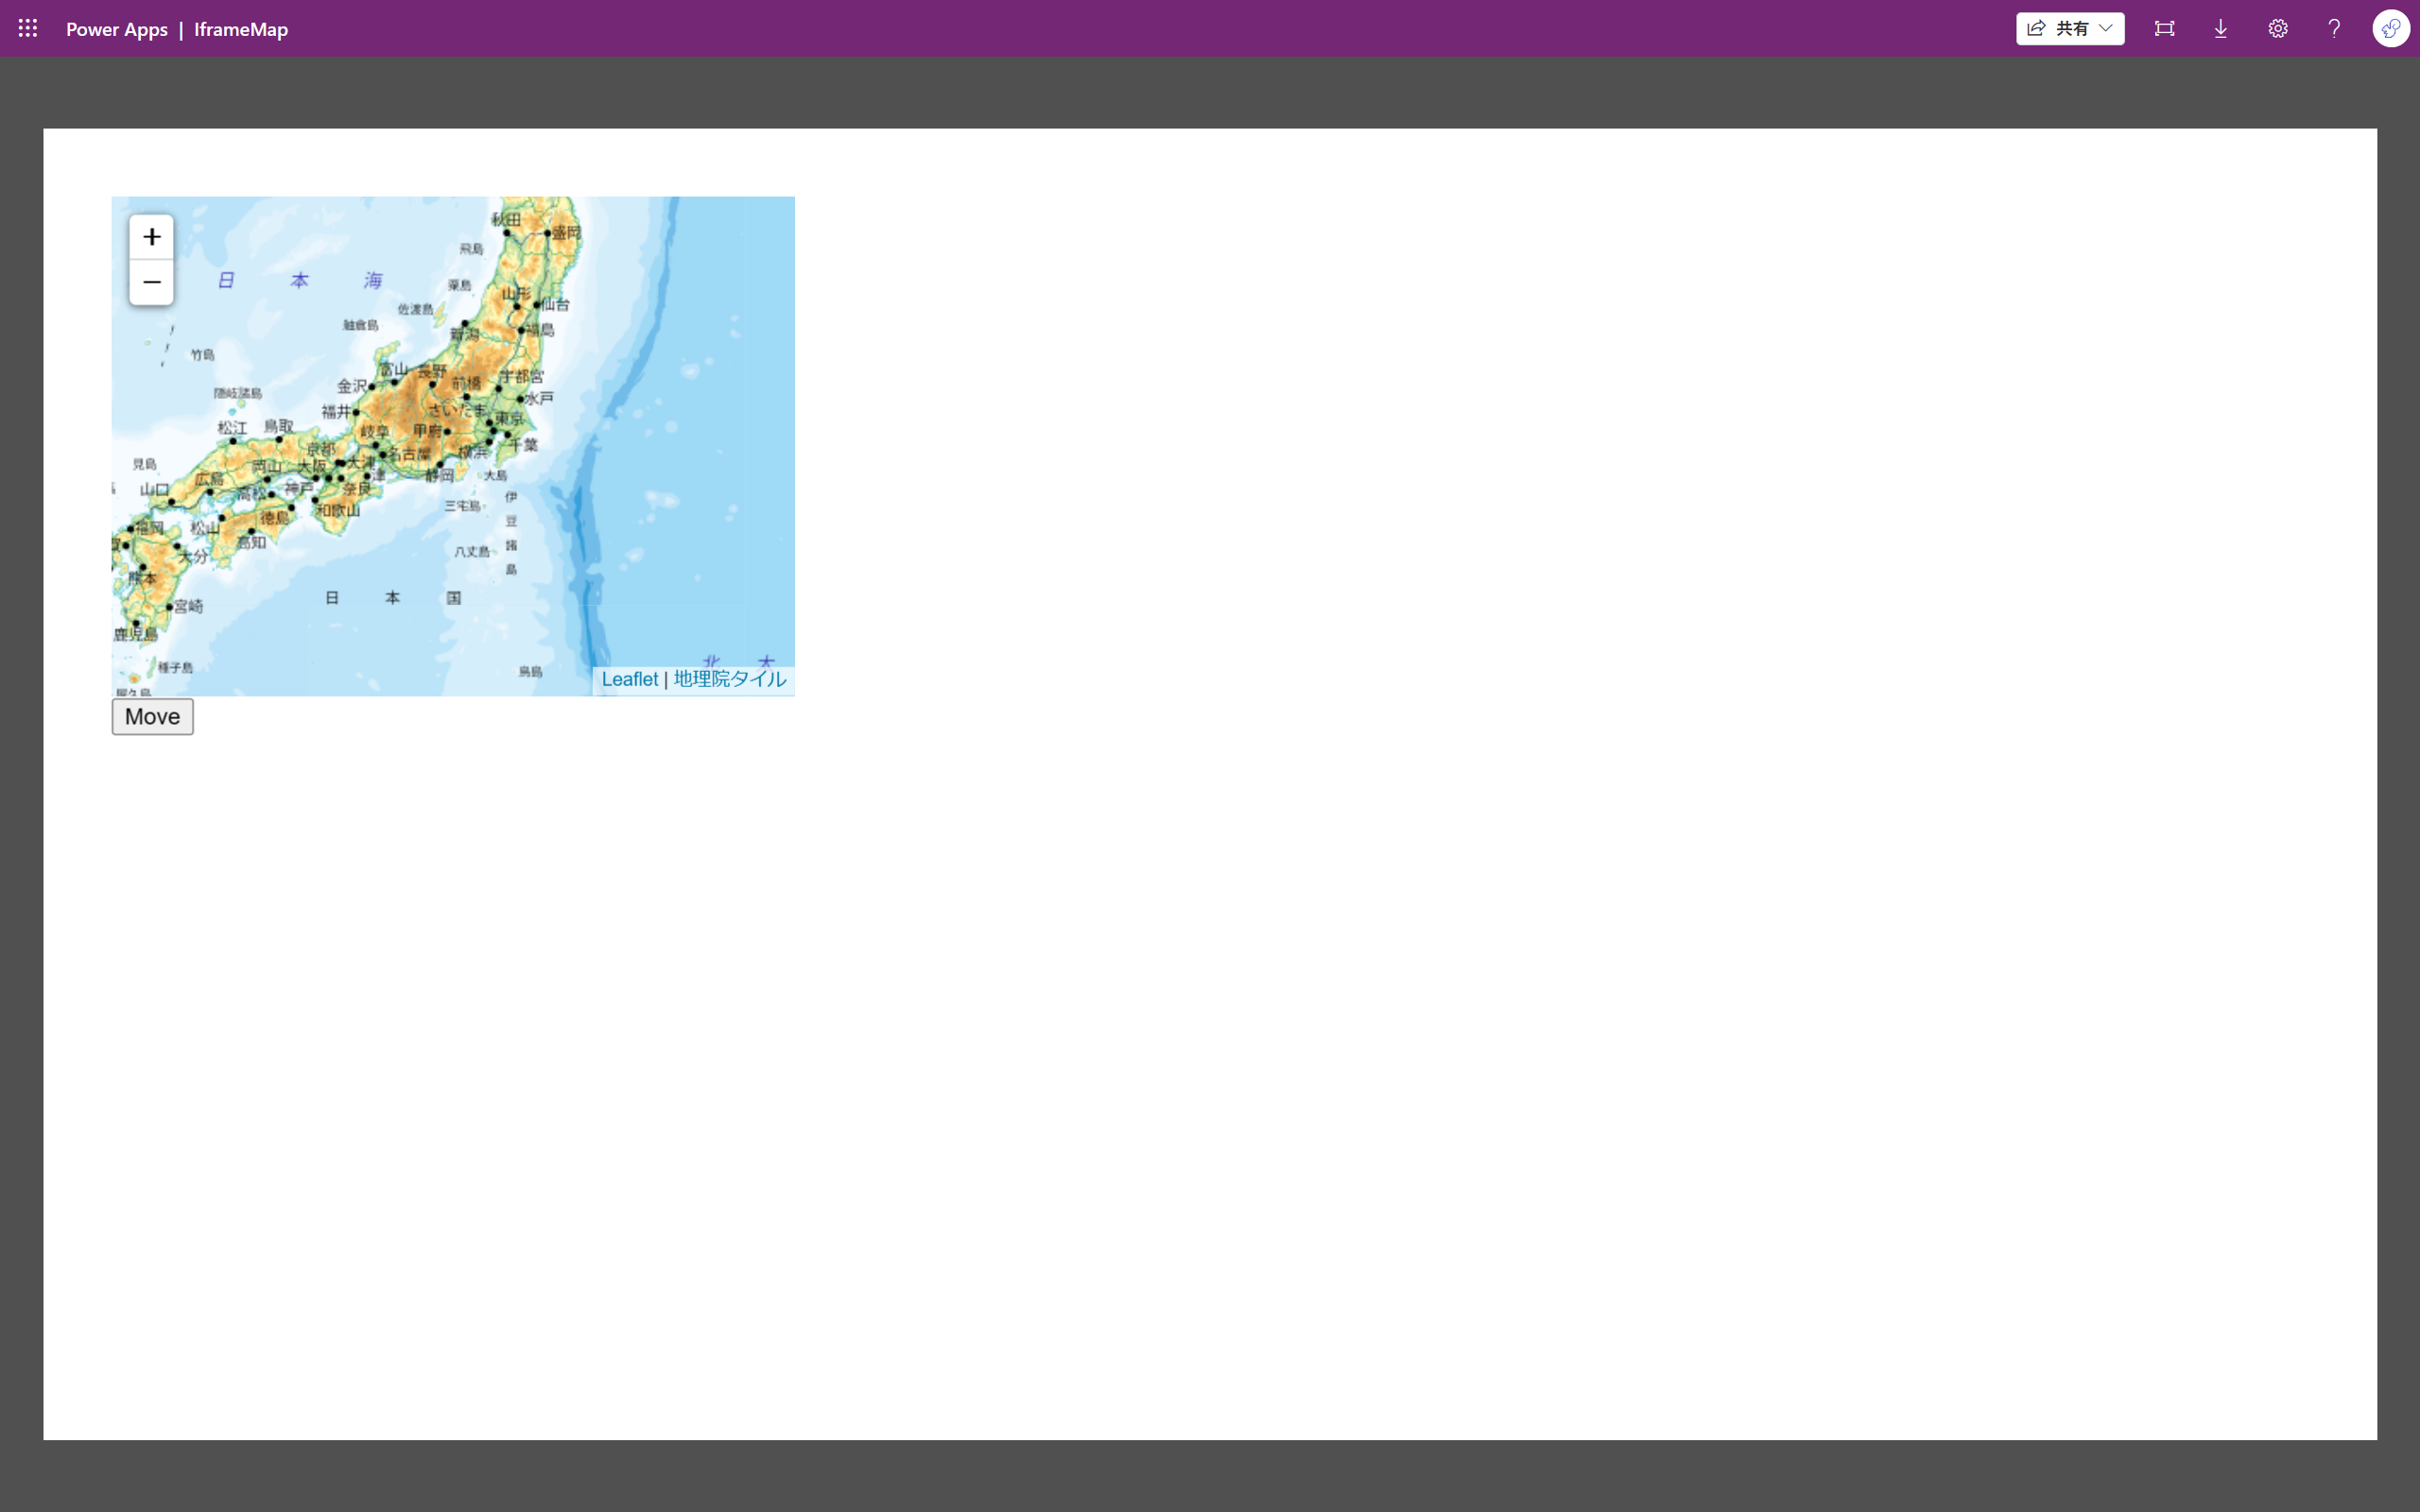 Power Apps | IframeMap
共有
+
−
秋田
盛岡
飛島
日 本 海
粟島
山形
仙台
佐渡島
舳倉島
新潟
福島
竹島
富山
長野
前橋
宇都宮
金沢
水戸
隠岐諸島
福井
さいたま
東京
松江
鳥取
岐阜
甲府
千葉
京都
名古屋
横浜
見島
岡山
大阪
大津
津
静岡
大島
広島
山口
高松
神戸
奈良
三宅島
伊豆諸島
福岡
松山
徳島
和歌山
高知
大分
八丈島
熊本
日 本 国
宮崎
鹿児島
種子島
鳥島
屋久島
Leaflet | 地理院タイル
Move